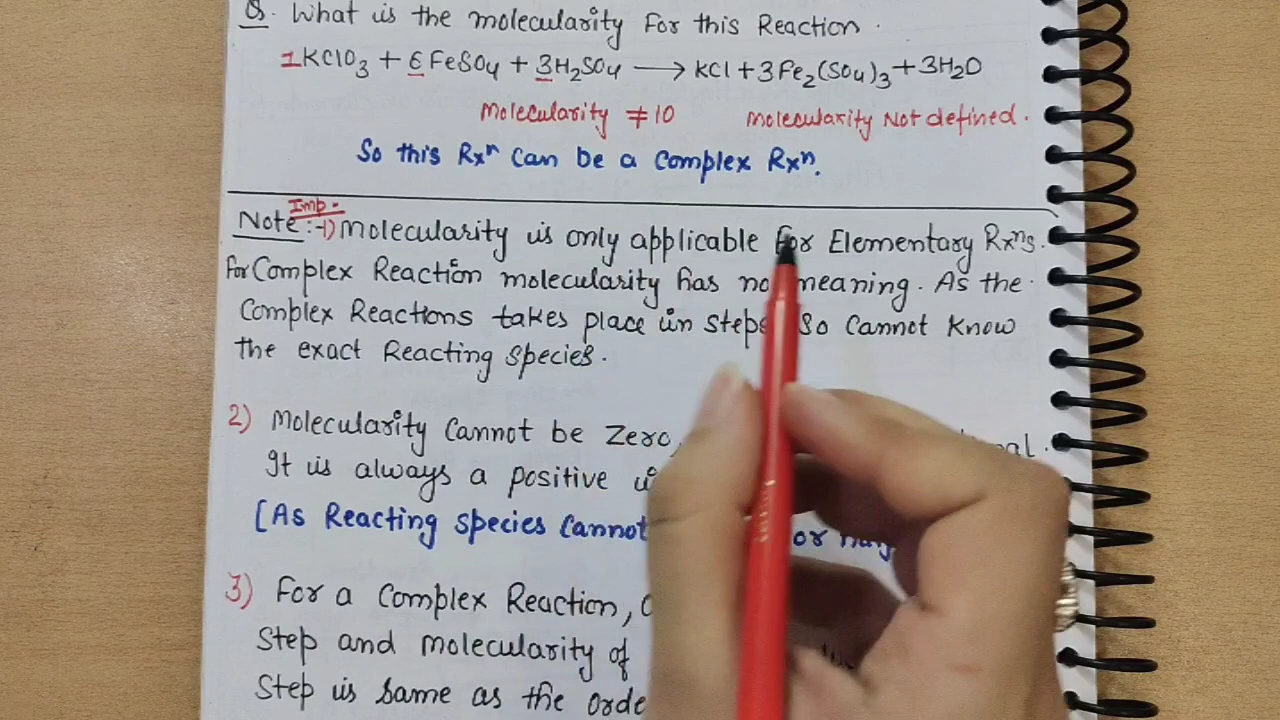 Q. What is the molecularity For this Reaction.
1KClO3 + 6FeSO4 + 3H2SO4 → KCl + 3Fe2(SO4)3 + 3H2O
Molecularity ≠ 10 Molecularity Not defined.
So this Rxn can be a Complex Rxn.
Imp.
Note:-1) Molecularity is only applicable For Elementary Rxns.
For Complex Reaction molecularity has no meaning. As the
Complex Reactions takes place in steps So Cannot Know
the exact Reacting Species.
2) Molecularity Cannot be Zero,
It is always a positive
[As Reacting Species Cannot or
3) For a Complex Reaction,
Step and molecularity of
Step is Same as the